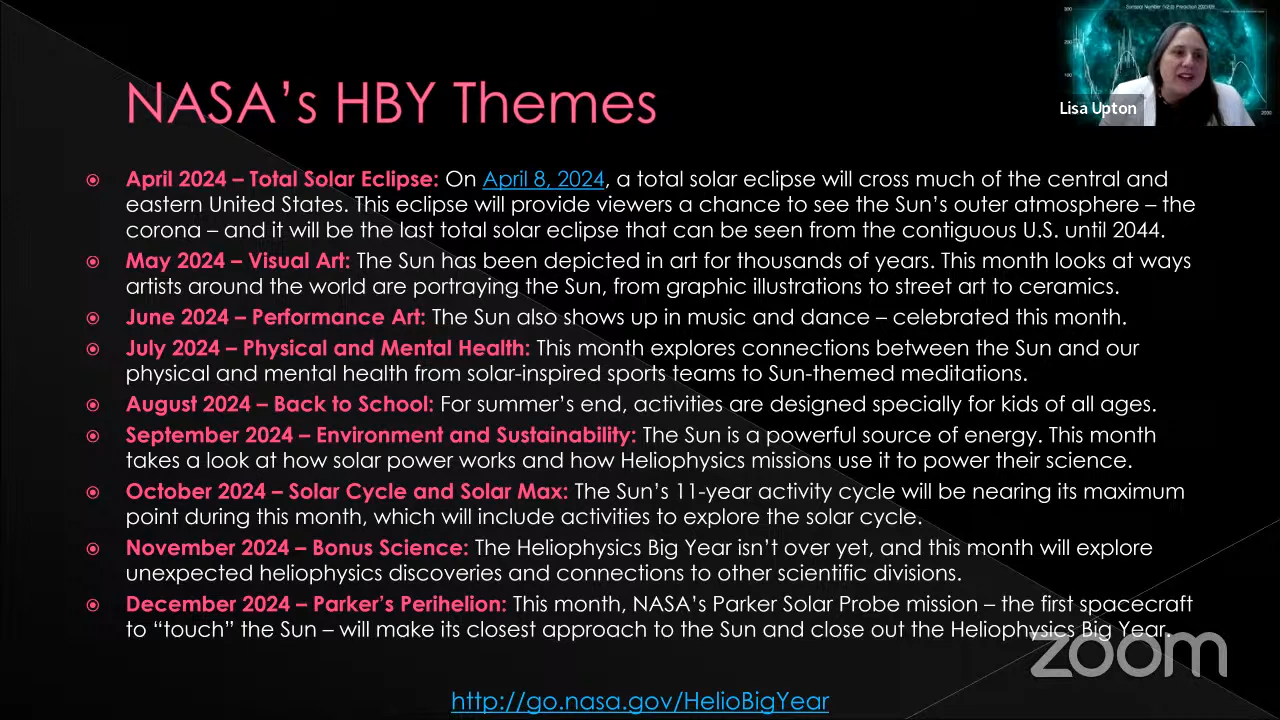 Sunspot Number (V2.0) Prediction
300
200
100
2030
Lisa Upton
NASA's HBY Themes
April 2024 – Total Solar Eclipse: On April 8, 2024, a total solar eclipse will cross much of the central and
eastern United States. This eclipse will provide viewers a chance to see the Sun's outer atmosphere – the
corona – and it will be the last total solar eclipse that can be seen from the contiguous U.S. until 2044.
May 2024 – Visual Art: The Sun has been depicted in art for thousands of years. This month looks at ways
artists around the world are portraying the Sun, from graphic illustrations to street art to ceramics.
June 2024 – Performance Art: The Sun also shows up in music and dance – celebrated this month.
July 2024 – Physical and Mental Health: This month explores connections between the Sun and our
physical and mental health from solar-inspired sports teams to Sun-themed meditations.
August 2024 – Back to School: For summer's end, activities are designed specially for kids of all ages.
September 2024 – Environment and Sustainability: The Sun is a powerful source of energy. This month
takes a look at how solar power works and how Heliophysics missions use it to power their science.
October 2024 – Solar Cycle and Solar Max: The Sun's 11-year activity cycle will be nearing its maximum
point during this month, which will include activities to explore the solar cycle.
November 2024 – Bonus Science: The Heliophysics Big Year isn't over yet, and this month will explore
unexpected heliophysics discoveries and connections to other scientific divisions.
December 2024 – Parker's Perihelion: This month, NASA's Parker Solar Probe mission – the first spacecraft
to “touch” the Sun – will make its closest approach to the Sun and close out the Heliophysics Big Year.
zoom
http://go.nasa.gov/HelioBigYear